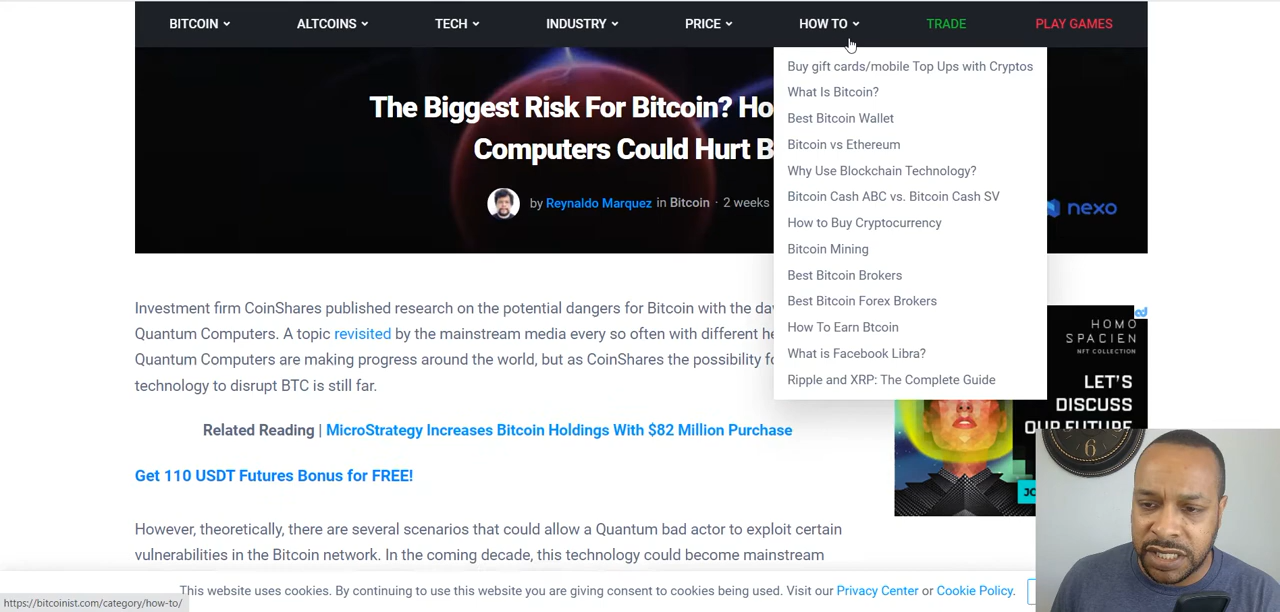 BITCOIN ALTCOINS TECH INDUSTRY PRICE HOW TO TRADE PLAY GAMES
Buy gift cards/mobile Top Ups with Cryptos
What Is Bitcoin?
Best Bitcoin Wallet
Bitcoin vs Ethereum
Why Use Blockchain Technology?
Bitcoin Cash ABC vs. Bitcoin Cash SV
How to Buy Cryptocurrency
Bitcoin Mining
Best Bitcoin Brokers
Best Bitcoin Forex Brokers
How To Earn Btcoin
What is Facebook Libra?
Ripple and XRP: The Complete Guide
The Biggest Risk For Bitcoin?
Computers Could Hurt
by Reynaldo Marquez in Bitcoin · 2 weeks
nexo
Investment firm CoinShares published research on the potential dangers for Bitcoin with the
Quantum Computers. A topic revisited by the mainstream media every so often with different
Quantum Computers are making progress around the world, but as CoinShares the possibility
technology to disrupt BTC is still far.
Related Reading | MicroStrategy Increases Bitcoin Holdings With $82 Million Purchase
Get 110 USDT Futures Bonus for FREE!
However, theoretically, there are several scenarios that could allow a Quantum bad actor to exploit certain
vulnerabilities in the Bitcoin network. In the coming decade, this technology could become mainstream
HOMO
SPACIEN
NFT COLLECTION
LET'S
DISCUSS
OUR FUTURE
6
This website uses cookies. By continuing to use this website you are giving consent to cookies being used. Visit our Privacy Center or Cookie Policy.
https://bitcoinist.com/category/how-to/